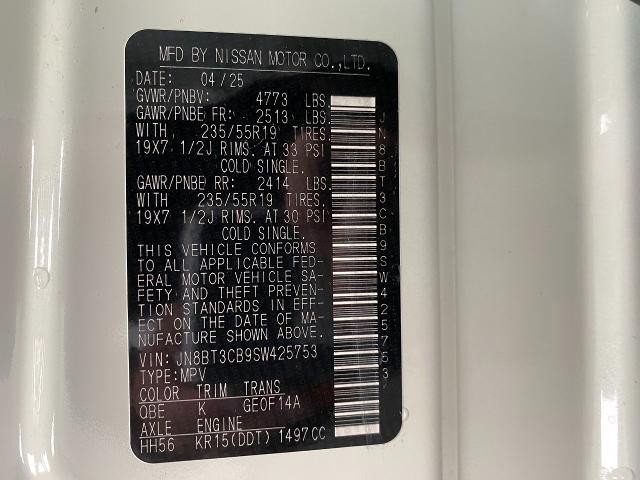 MFD BY NISSAN MOTOR CO.,LTD.
DATE: 04/25
GVWR/PNBV: 4773 LBS
GAWR/PNBE FR: 2513 LBS.
WITH 235/55R19 TIRES.
19X7 1/2J RIMS. AT 33 PSI
COLD SINGLE.
GAWR/PNBE RR: 2414 LBS.
WITH 235/55R19 TIRES.
19X7 1/2J RIMS. AT 30 PSI
COLD SINGLE.
THIS VEHICLE CONFORMS
TO ALL APPLICABLE FED-
ERAL MOTOR VEHICLE SA-
FETY AND THEFT PREVEN-
TION STANDARDS IN EFF-
ECT ON THE DATE OF MA-
NUFACTURE SHOWN ABOVE.
VIN: JN8BT3CB9SW425753
TYPE:MPV
COLOR TRIM TRANS
QBE K GE0F14A
AXLE ENGINE
HH56 KR15(DDT) 1497CC
JN8BT3CB9SW425753